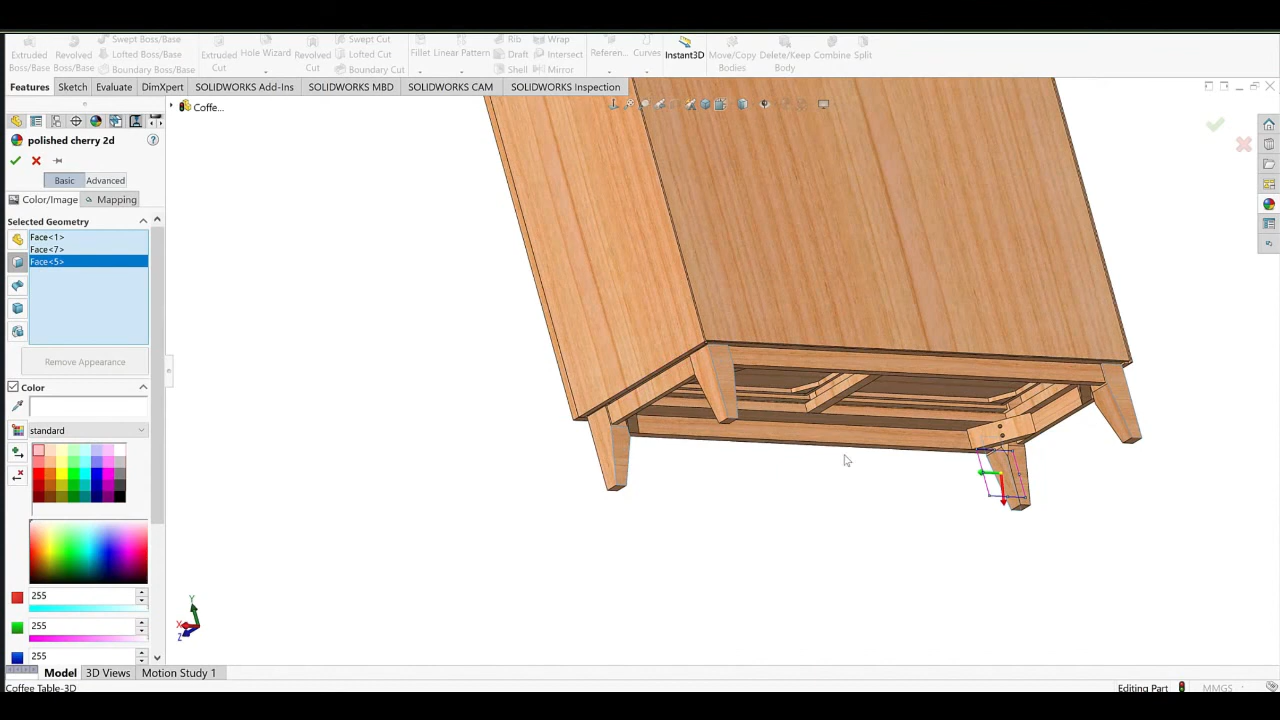 Extruded Boss/Base
Revolved Boss/Base
Swept Boss/Base
Lofted Boss/Base
Boundary Boss/Base
Extruded Cut
Hole Wizard
Revolved Cut
Swept Cut
Lofted Cut
Boundary Cut
Fillet
Linear Pattern
Rib
Draft
Shell
Wrap
Intersect
Mirror
Referen...
Curves
Instant3D
Move/Copy Bodies
Delete/Keep Body
Combine
Split
Features
Sketch
Evaluate
DimXpert
SOLIDWORKS Add-Ins
SOLIDWORKS MBD
SOLIDWORKS CAM
SOLIDWORKS Inspection
Coffe...
polished cherry 2d
?
Basic
Advanced
Color/Image
Mapping
Selected Geometry
Face<1>
Face<7>
Face<5>
Remove Appearance
Color
standard
255
255
255
Y
X
Z
Model
3D Views
Motion Study 1
Coffee Table-3D
Editing Part
MMGS